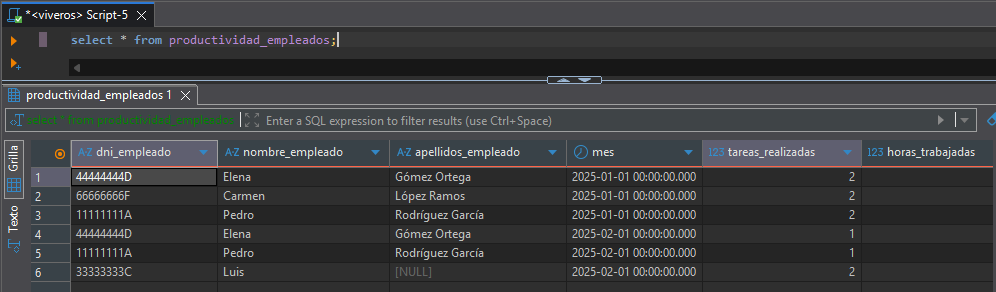 *<viveros> Script-5
select * from productividad_empleados;
productividad_empleados 1
select * from productividad_empleados Enter a SQL expression to filter results (use Ctrl+Space)
Grilla
Texto
A-Z dni_empleado A-Z nombre_empleado A-Z apellidos_empleado mes 123 tareas_realizadas 123 horas_trabajadas
1 44444444D Elena Gómez Ortega 2025-01-01 00:00:00.000 2
2 66666666F Carmen López Ramos 2025-01-01 00:00:00.000 2
3 11111111A Pedro Rodríguez García 2025-01-01 00:00:00.000 2
4 44444444D Elena Gómez Ortega 2025-02-01 00:00:00.000 1
5 11111111A Pedro Rodríguez García 2025-02-01 00:00:00.000 1
6 33333333C Luis [NULL] 2025-02-01 00:00:00.000 2